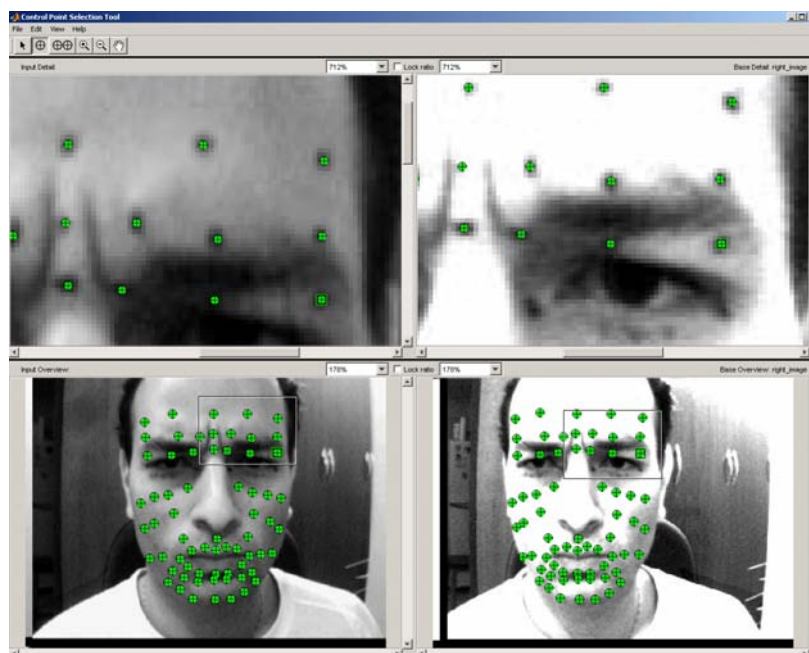 Control Point Selection Tool
File Edit View Help
Input Detail 712% Lock ratio 712% Base Detail: right_image
Input Overview: 178% Lock ratio 178% Base Overview: right_image